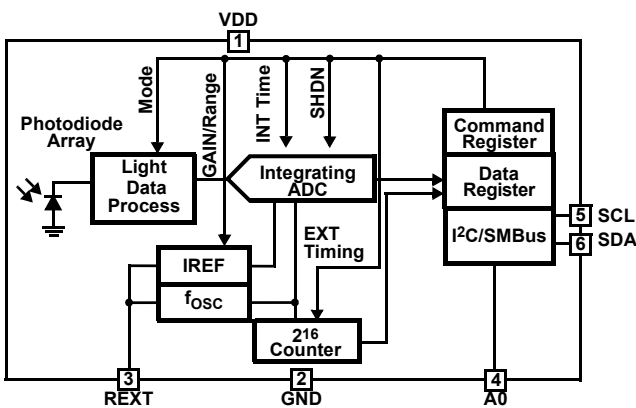 VDD
1
Mode
GAIN/Range
INT Time
SHDN
Photodiode
Array
Light
Data
Process
Integrating
ADC
Command
Register
Data
Register
I²C/SMBus
5 SCL
6 SDA
EXT
Timing
IREF
fOSC
2¹⁶
Counter
3
REXT
2
GND
4
A0